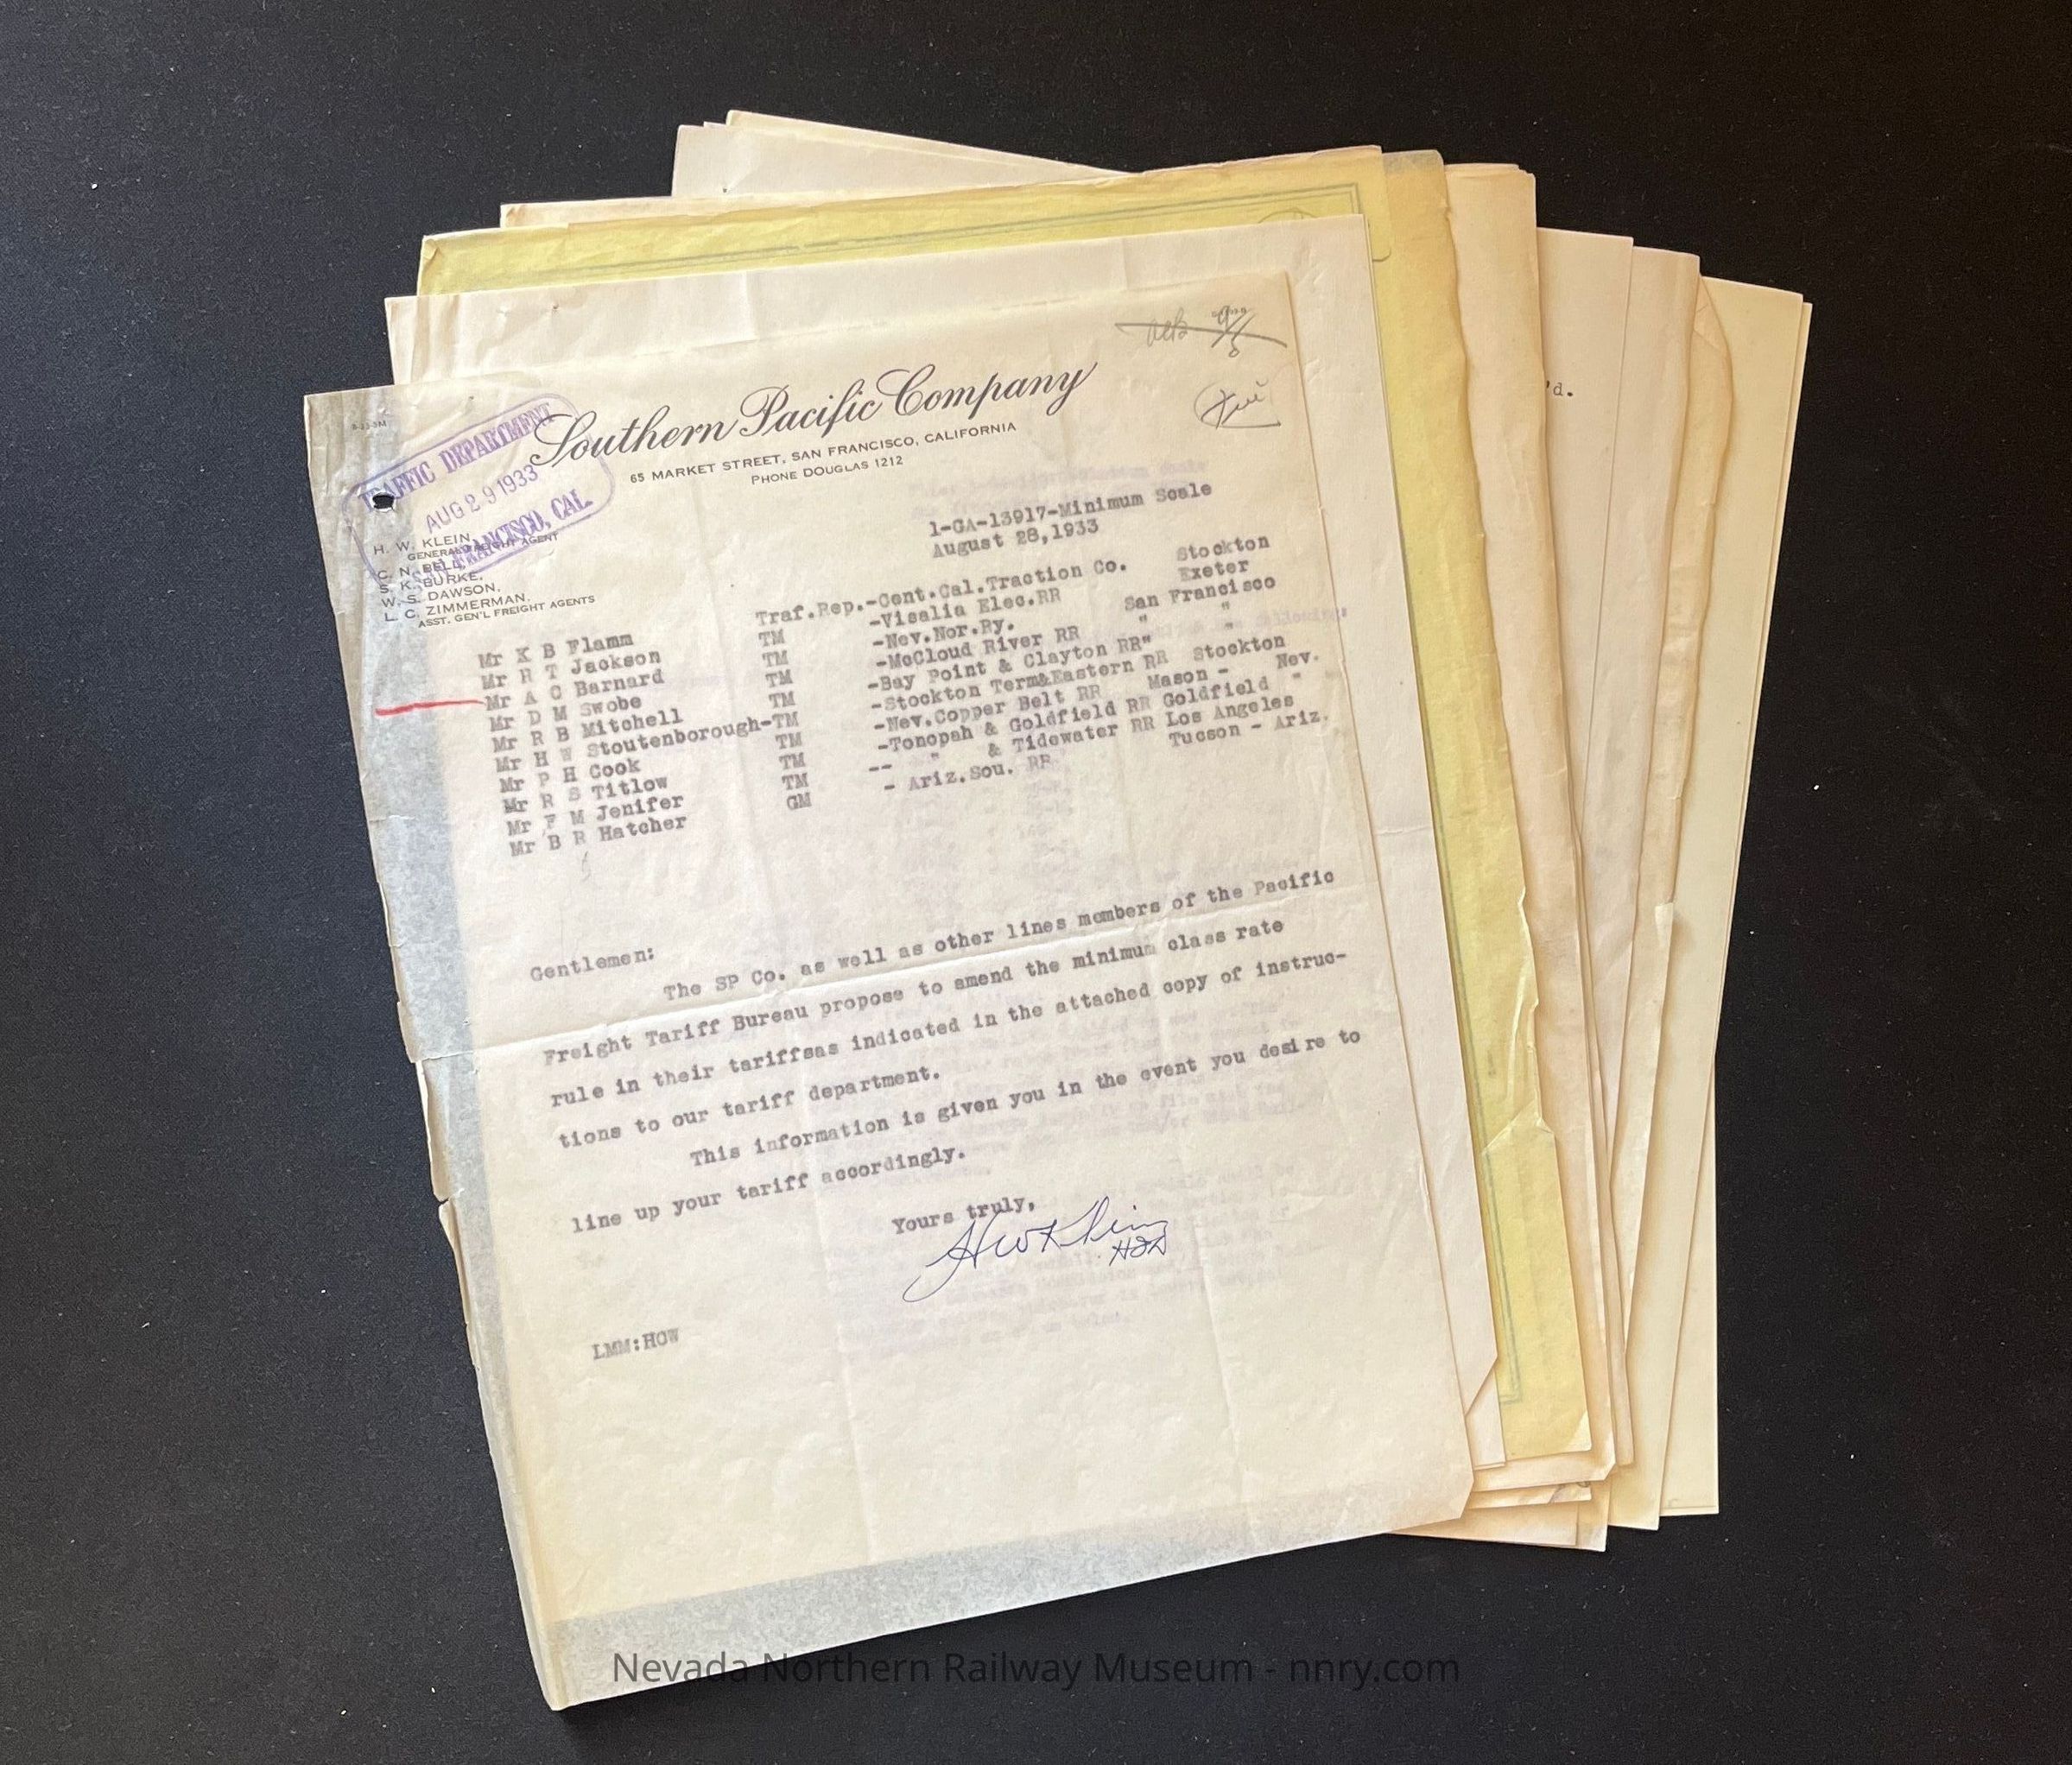 Southern Pacific Company
65 MARKET STREET, SAN FRANCISCO, CALIFORNIA
PHONE DOUGLAS 1212
TRAFFIC DEPARTMENT
AUG 29 1933
SAN FRANCISCO, CAL.
H. W. KLEIN,
GENERAL FREIGHT AGENT
C. N. BELL,
S. K. BURKE,
W. S. DAWSON,
L. C. ZIMMERMAN,
ASST. GEN'L FREIGHT AGENTS
1-GA-13917-Minimum Scale
August 28,1933
Mr K B Flamm Traf.Rep.-Cent.Cal.Traction Co. Stockton
Mr R T Jackson TM -Visalia Elec.RR Exeter
Mr A C Barnard TM -Nev.Nor.Ry. San Francisco
Mr D M Swobe TM -McCloud River RR " "
Mr R B Mitchell TM -Bay Point & Clayton RR" "
Mr H W Stoutenborough-TM -Stockton Term&Eastern RR Stockton
Mr P H Cook TM -Nev.Copper Belt RR Mason - Nev.
Mr R S Titlow TM -Tonopah & Goldfield RR Goldfield "
Mr F M Jenifer TM -- " & Tidewater RR Los Angeles
Mr B R Hatcher GM - Ariz.Sou. RR Tucson - Ariz.
Gentlemen:
The SP Co. as well as other lines members of the Pacific
Freight Tariff Bureau propose to amend the minimum class rate
rule in their tariffsas indicated in the attached copy of instruc-
tions to our tariff department.
This information is given you in the event you desire to
line up your tariff accordingly.
Yours truly,
HW Klein
LMM:HCW
'd.
Nevada Northern Railway Museum - nnry.com